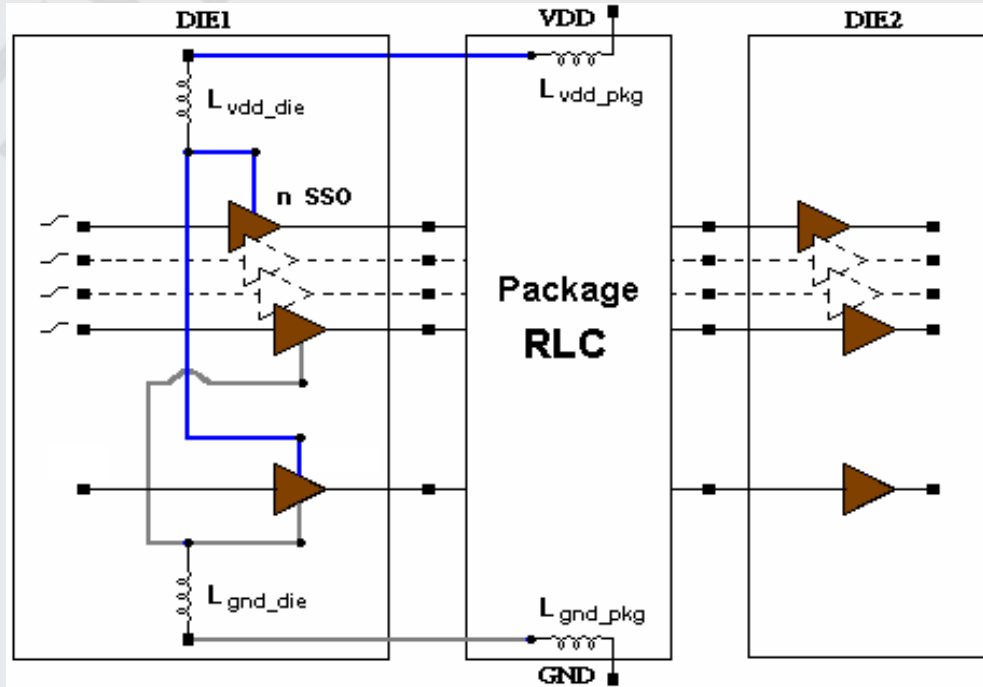 DIE1
VDD
DIE2
L vdd_die
L vdd_pkg
n SSO
Package
RLC
L gnd_die
L gnd_pkg
GND